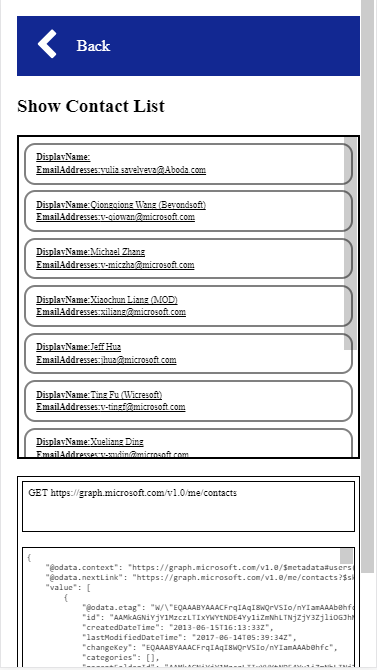 Back
Show Contact List
DisplayName:
EmailAddresses:yulia.savelyeva@Aboda.com
DisplayName:Qiongqiong Wang (Beyondsoft)
EmailAddresses:v-qiowan@microsoft.com
DisplayName:Michael Zhang
EmailAddresses:v-miczha@microsoft.com
DisplayName:Xiaochun Liang (MOD)
EmailAddresses:xiliang@microsoft.com
DisplayName:Jeff Hua
EmailAddresses:jhua@microsoft.com
DisplayName:Ting Fu (Wicresoft)
EmailAddresses:v-tingf@microsoft.com
DisplayName:Xueliang Ding
EmailAddresses:v-xudin@microsoft.com
GET https://graph.microsoft.com/v1.0/me/contacts
{
"@odata.context": "https://graph.microsoft.com/v1.0/$metadata#users
"@odata.nextLink": "https://graph.microsoft.com/v1.0/me/contacts?$sk
"value": [
{
"@odata.etag": "W/\"EQAAABYAAACFrqIAqI8WQrVSIo/nYIamAAAb0hfc
"id":
"createdDateTime": "2013-06-15T16:13:33Z",
"lastModifiedDateTime": "2017-06-14T05:39:34Z",
"changeKey": "EQAAABYAAACFrqIAqI8WQrVSIo/nYIamAAAb0hfc",
"categories": [],